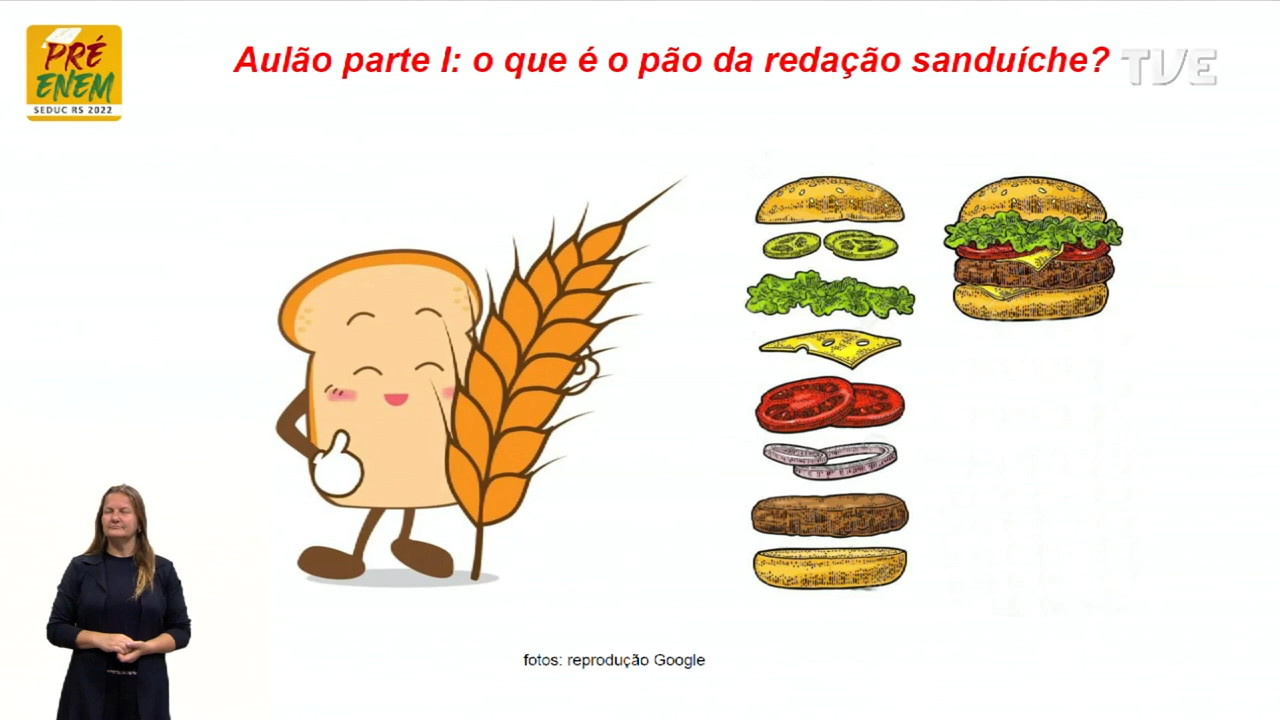 PRÉ
ENEM
SEDUC RS 2022
Aulão parte I: o que é o pão da redação sanduíche?
TVE
fotos: reprodução Google